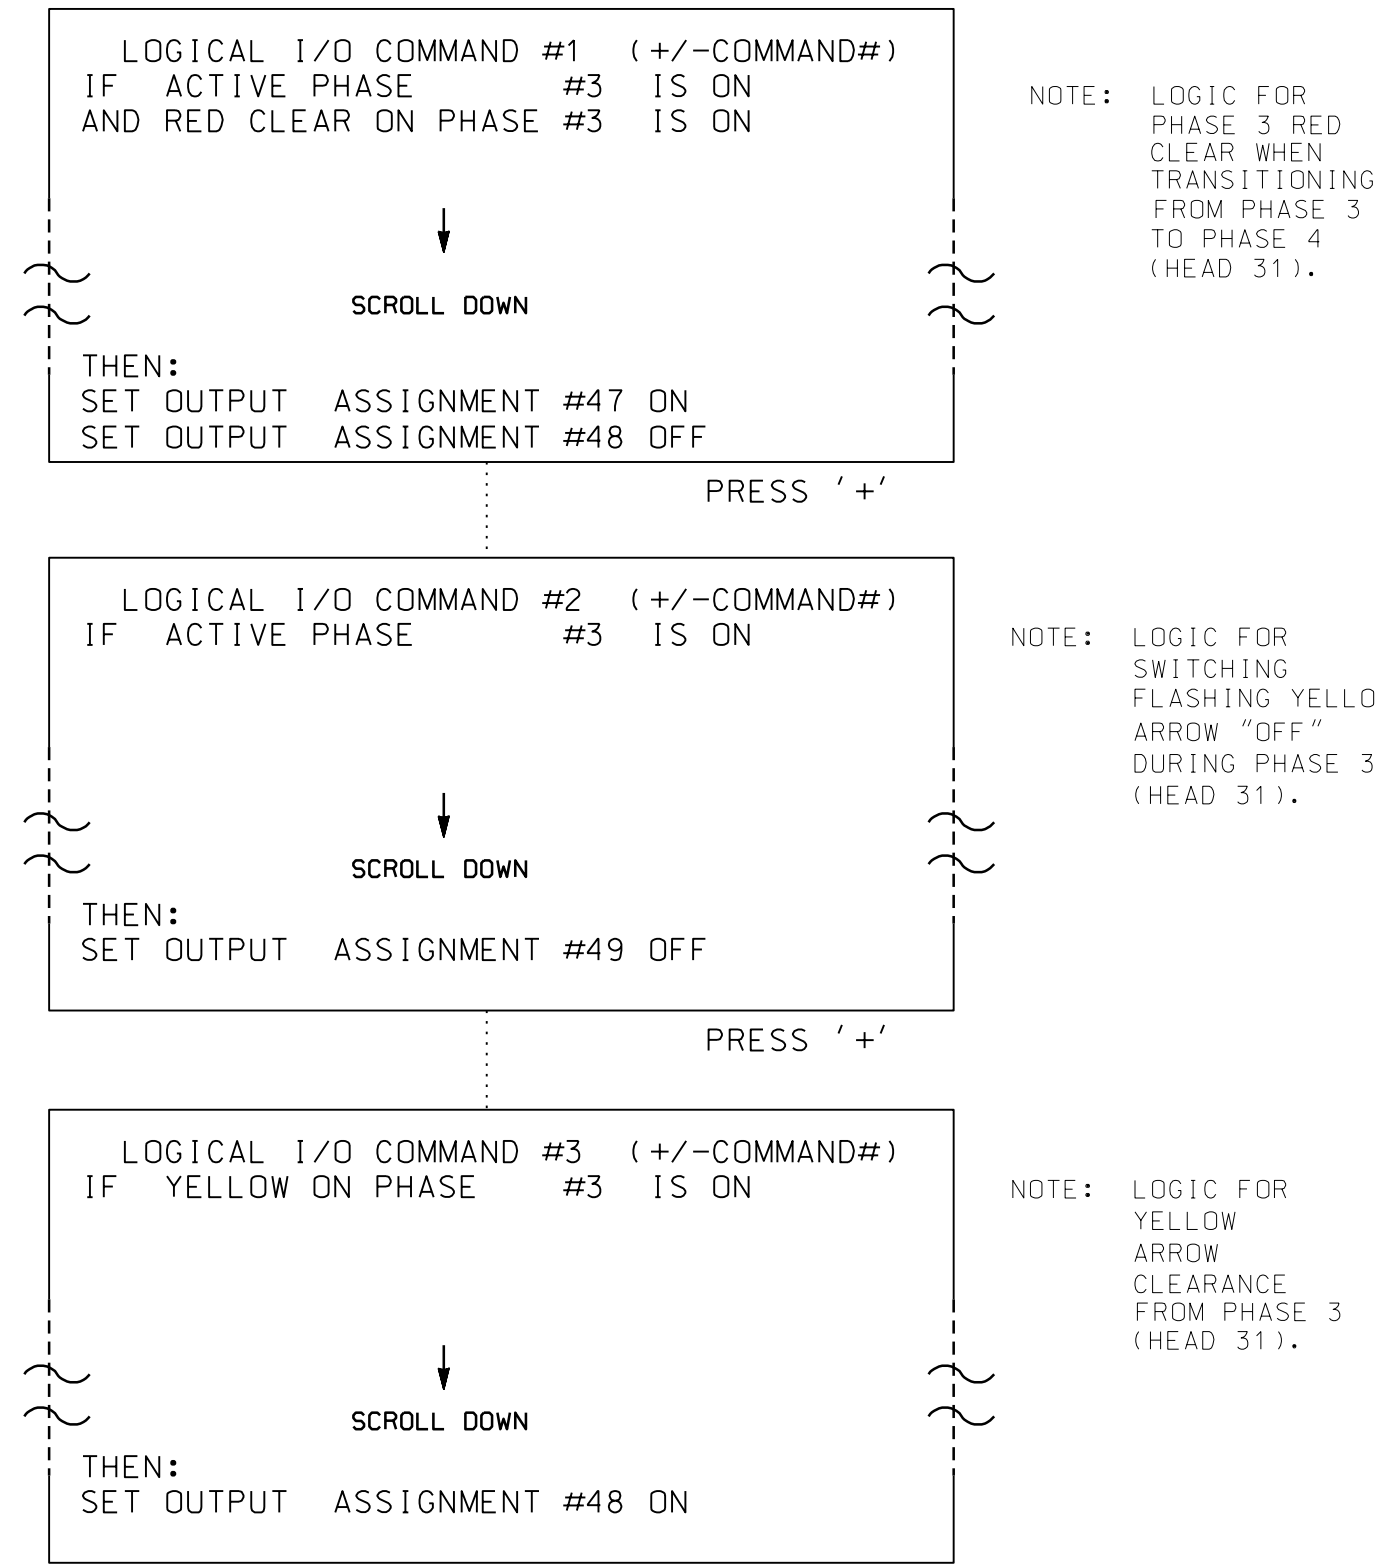 LOGICAL I/O COMMAND #1 (+/-COMMAND#)
IF ACTIVE PHASE #3 IS ON
AND RED CLEAR ON PHASE #3 IS ON
SCROLL DOWN
THEN:
SET OUTPUT ASSIGNMENT #47 ON
SET OUTPUT ASSIGNMENT #48 OFF
NOTE: LOGIC FOR
PHASE 3 RED
CLEAR WHEN
TRANSITIONING
FROM PHASE 3
TO PHASE 4
(HEAD 31).
PRESS '+'
LOGICAL I/O COMMAND #2 (+/-COMMAND#)
IF ACTIVE PHASE #3 IS ON
SCROLL DOWN
THEN:
SET OUTPUT ASSIGNMENT #49 OFF
NOTE: LOGIC FOR
SWITCHING
FLASHING YELLO
ARROW "OFF"
DURING PHASE 3
(HEAD 31).
PRESS '+'
LOGICAL I/O COMMAND #3 (+/-COMMAND#)
IF YELLOW ON PHASE #3 IS ON
SCROLL DOWN
THEN:
SET OUTPUT ASSIGNMENT #48 ON
NOTE: LOGIC FOR
YELLOW
ARROW
CLEARANCE
FROM PHASE 3
(HEAD 31).